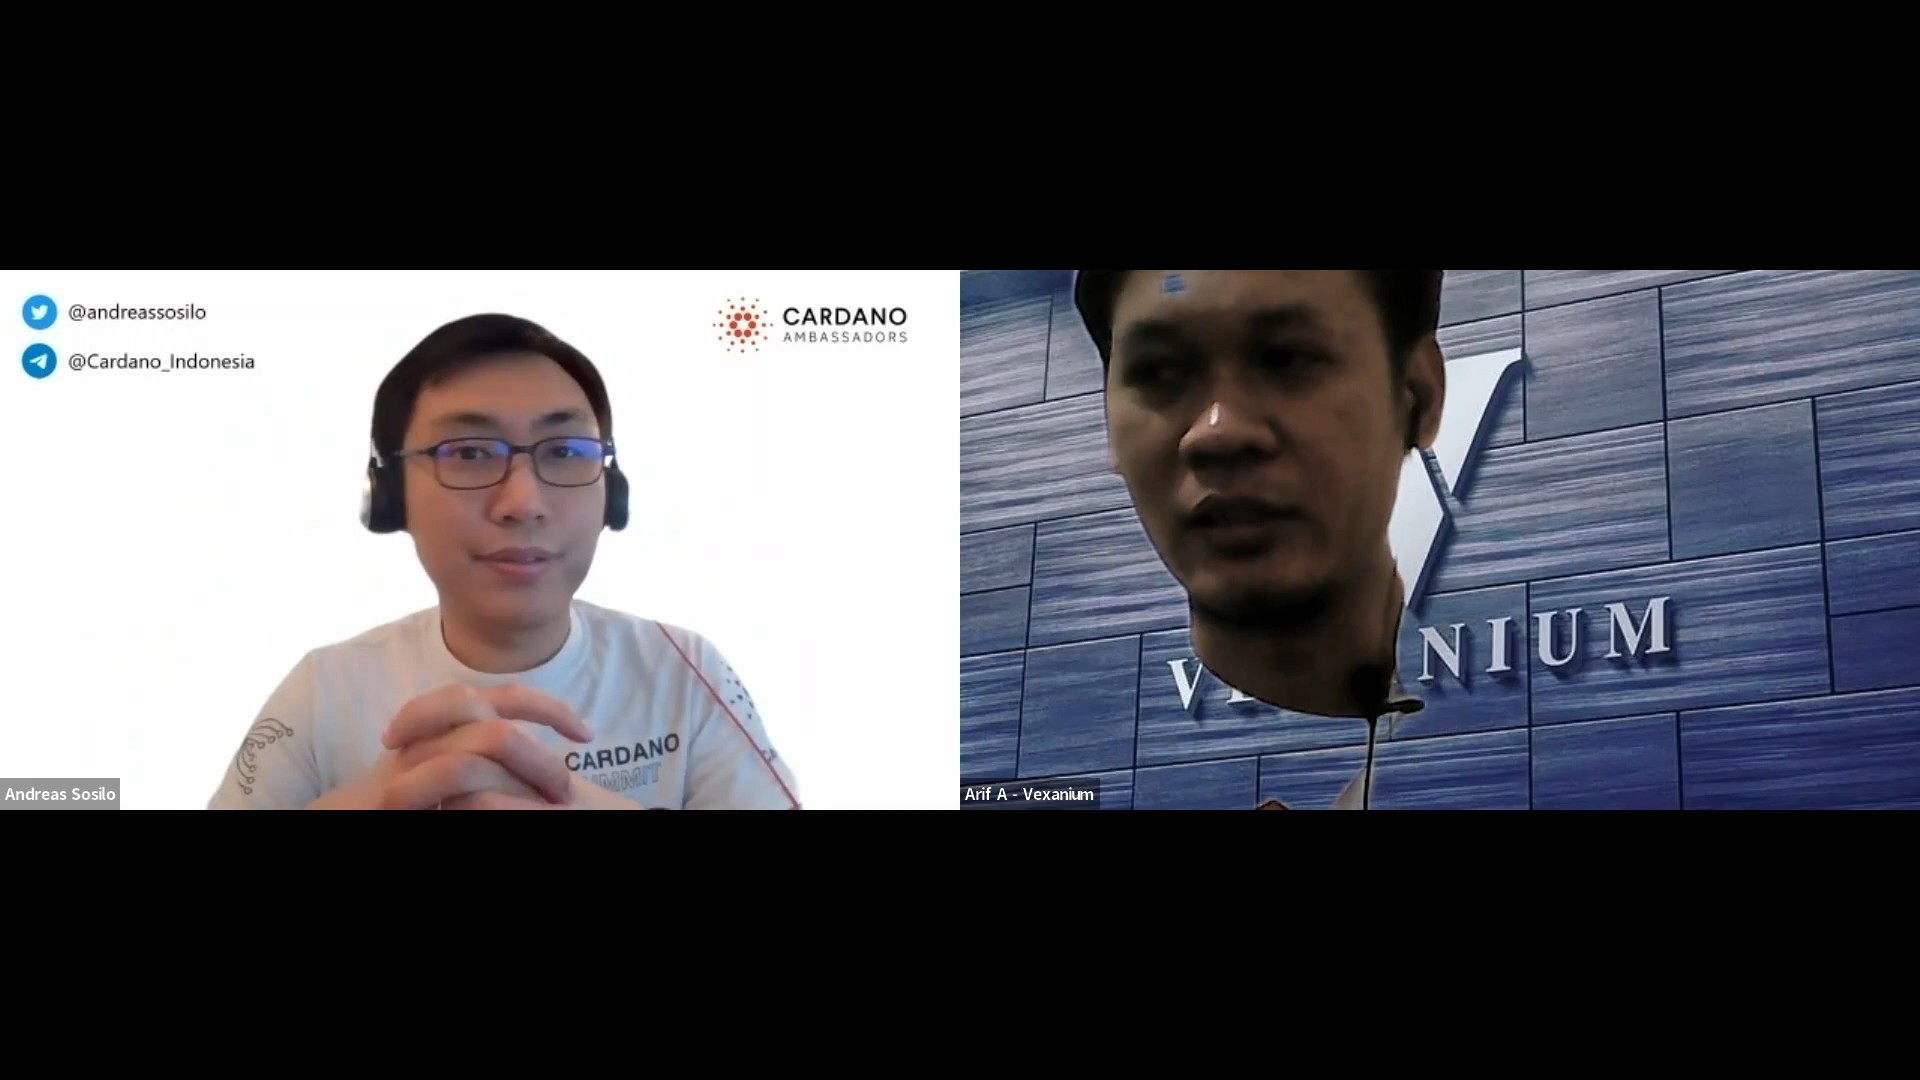 @andreassosilo
@Cardano_Indonesia
CARDANO
AMBASSADORS
CARDANO
Andreas Sosilo
NIUM
Arif A - Vexanium